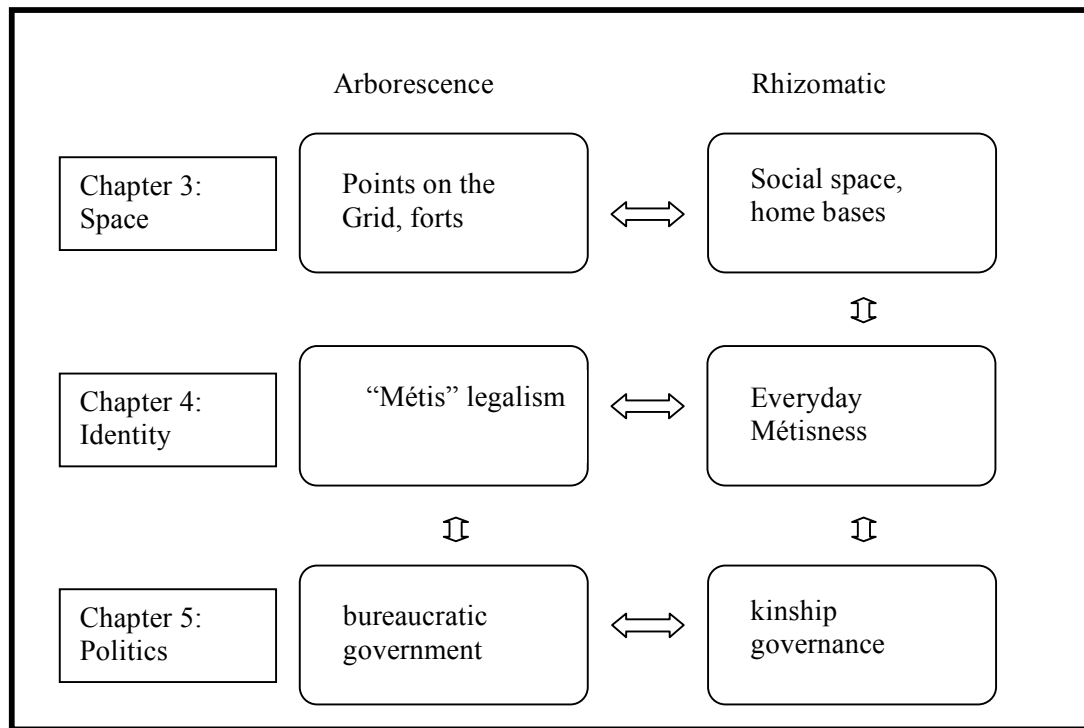 Arborescence
Rhizomatic
Chapter 3:
Space
Points on the
Grid, forts
Social space,
home bases
Chapter 4:
Identity
“Métis” legalism
Everyday
Métisness
Chapter 5:
Politics
bureaucratic
government
kinship
governance